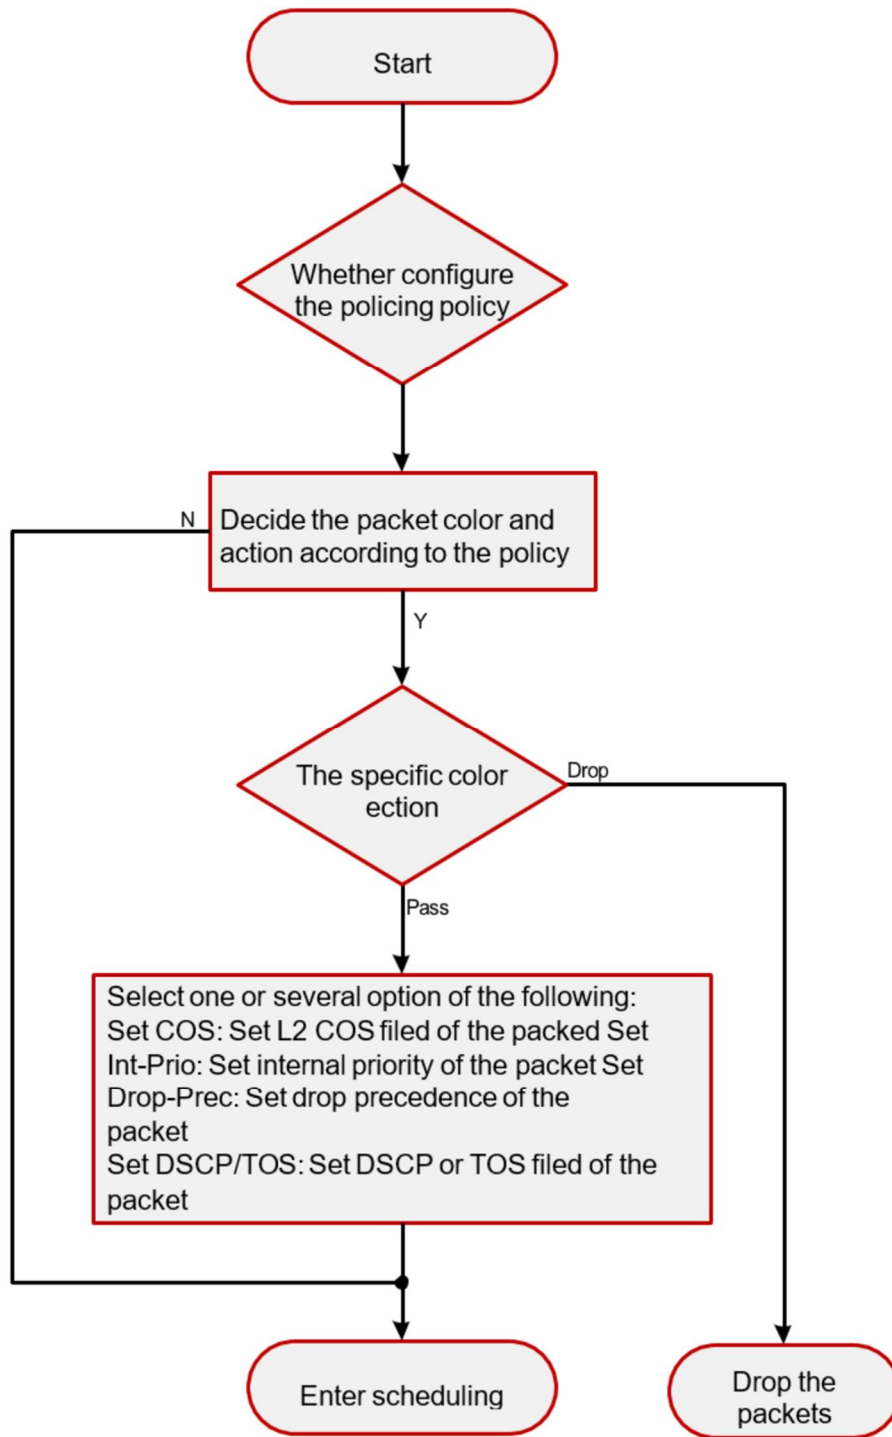 Start
Whether configure
the policing policy
N
Decide the packet color and
action according to the policy
Y
The specific color
ection
Drop
Pass
Select one or several option of the following:
Set COS: Set L2 COS filed of the packed Set
Int-Prio: Set internal priority of the packet Set
Drop-Prec: Set drop precedence of the
packet
Set DSCP/TOS: Set DSCP or TOS filed of the
packet
Enter scheduling
Drop the
packets